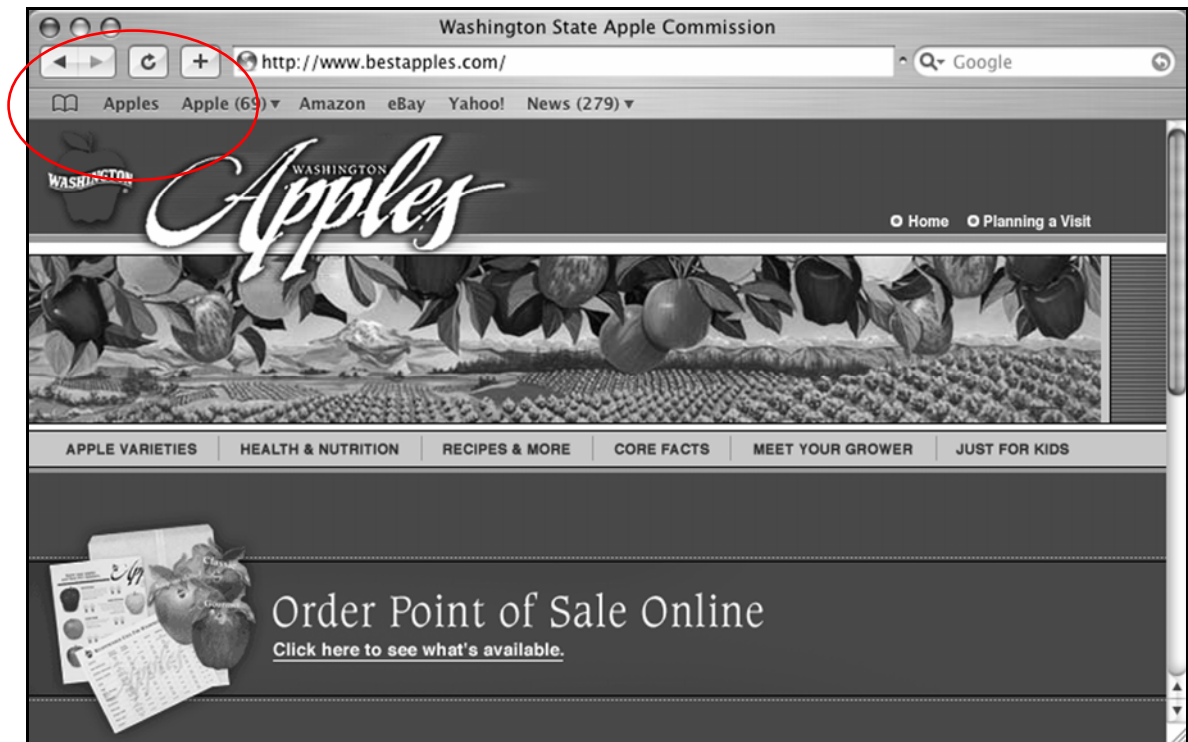 Washington State Apple Commission
http://www.bestapples.com/ Google
Apples Apple (69) Amazon eBay Yahoo! News (279)
WASHINGTON
WASHINGTON
Apples
Home Planning a Visit
APPLE VARIETIES HEALTH & NUTRITION RECIPES & MORE CORE FACTS MEET YOUR GROWER JUST FOR KIDS
Order Point of Sale Online
Click here to see what's available.